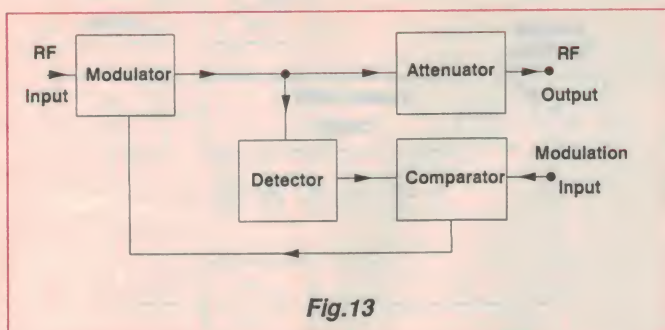 RF
Input
Modulator
Attenuator
RF
Output
Detector
Comparator
Modulation
Input
Fig.13